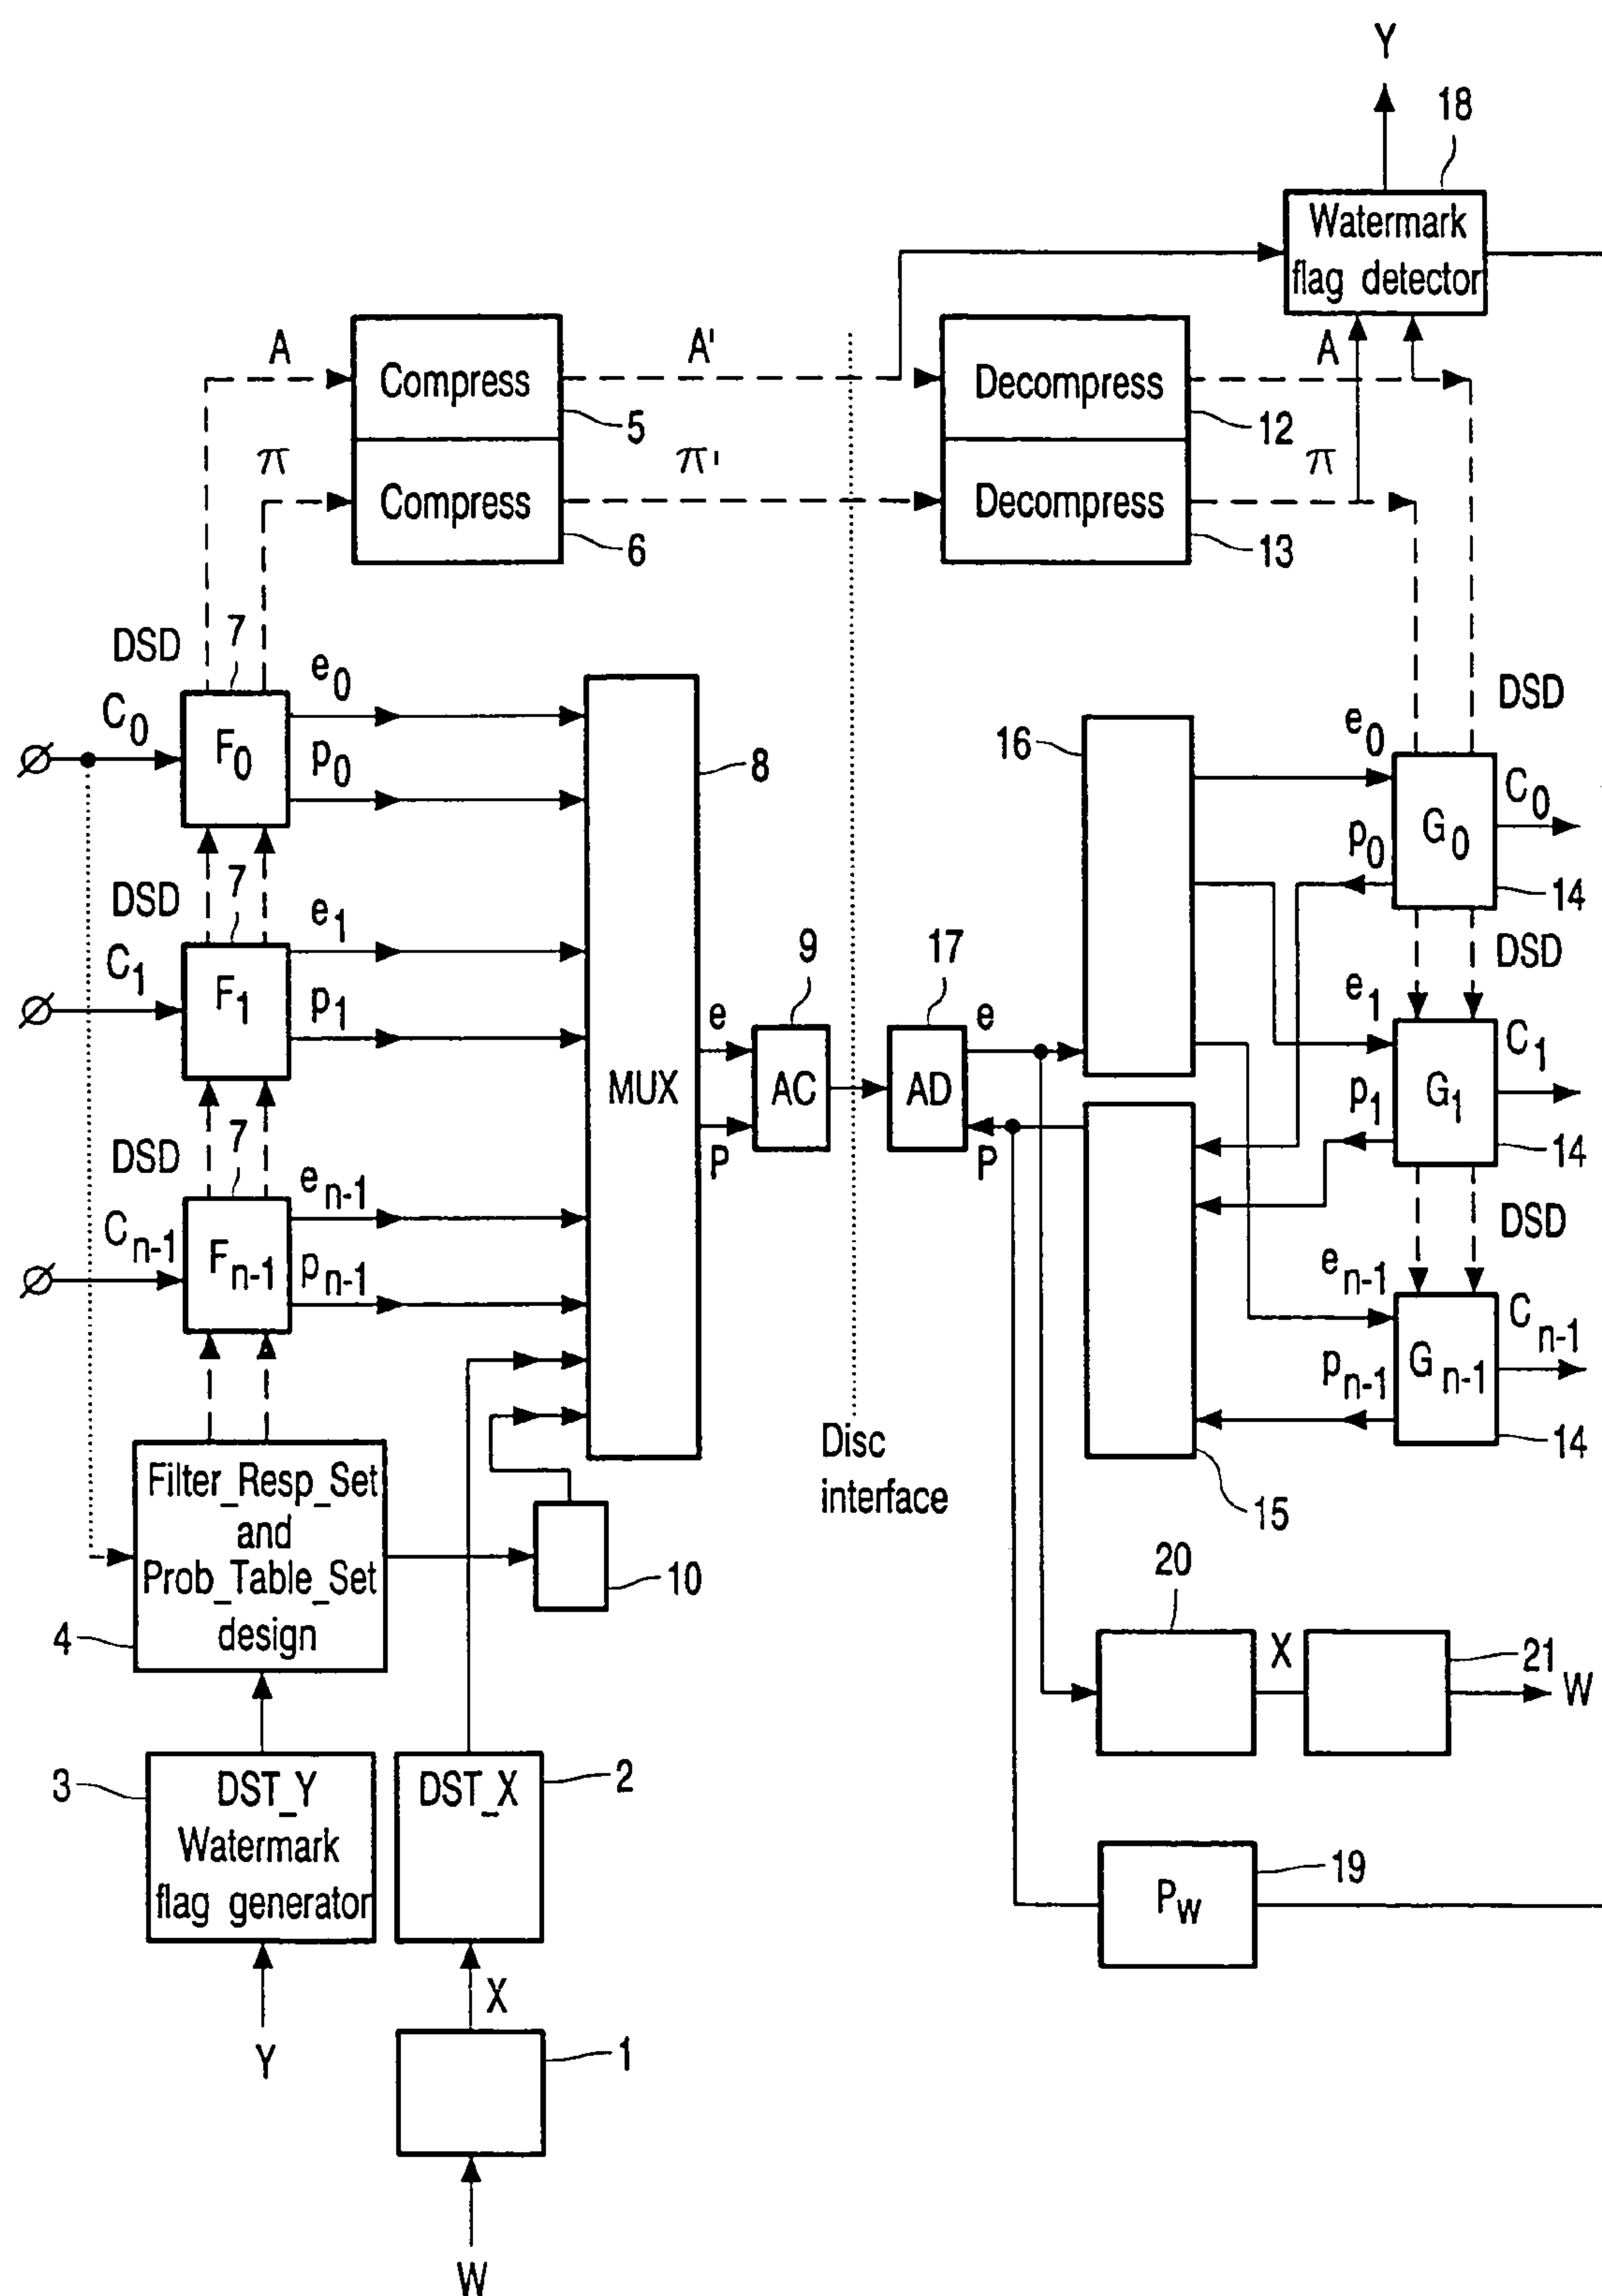 Y
18
Watermark
flag detector
A
Compress
5
A'
Decompress
12
A
π
Compress
6
π'
Decompress
13
π
DSD
7
C0
F0
e0
p0
DSD
7
C1
F1
e1
p1
DSD
7
Cn-1
Fn-1
en-1
pn-1
8
MUX
e
P
9
AC
17
AD
e
P
Disc
interface
16
15
e0
p0
G0
DSD
C0
14
e1
p1
G1
DSD
C1
14
en-1
pn-1
Gn-1
DSD
Cn-1
14
Filter_Resp_Set
and
Prob_Table_Set
design
4
10
3
DST_Y
Watermark
flag generator
Y
DST_X
2
X
1
W
20
X
21
W
Pw
19